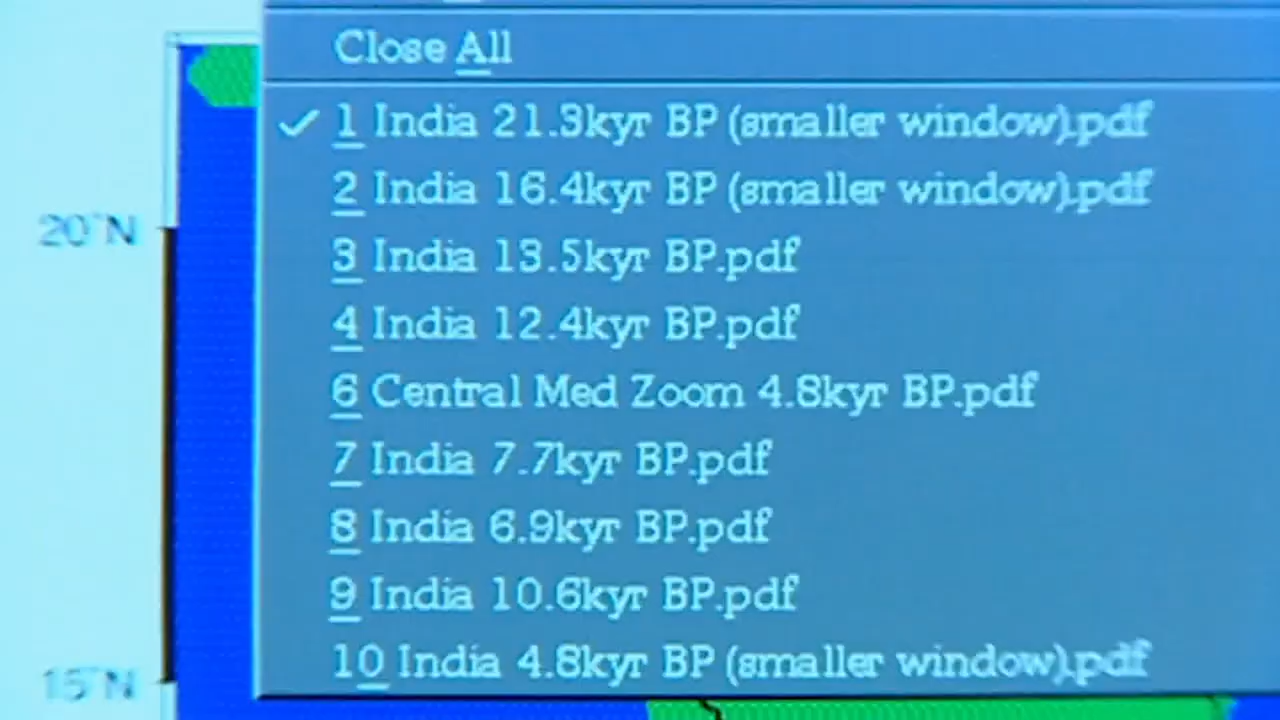 Close All
✓ 1 India 21.3kyr BP (smaller window).pdf
2 India 16.4kyr BP (smaller window).pdf
20°N
3 India 13.5kyr BP.pdf
4 India 12.4kyr BP.pdf
6 Central Med Zoom 4.8kyr BP.pdf
7 India 7.7kyr BP.pdf
8 India 6.9kyr BP.pdf
9 India 10.6kyr BP.pdf
10 India 4.8kyr BP (smaller window).pdf
15°N